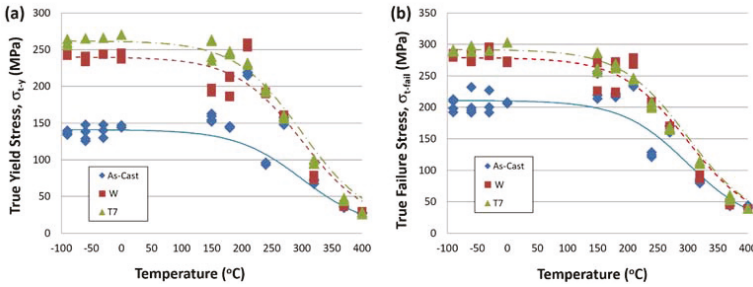 (a)
True Yield Stress, σt-y (MPa)
300
250
200
150
100
50
0
As-Cast
W
T7
-100 -50 0 50 100 150 200 250 300 350 400
Temperature (°C)
(b)
True Failure Stress, σt-fail (MPa)
350
300
250
200
150
100
50
0
As-Cast
W
T7
-100 -50 0 50 100 150 200 250 300 350 400
Temperature (°C)